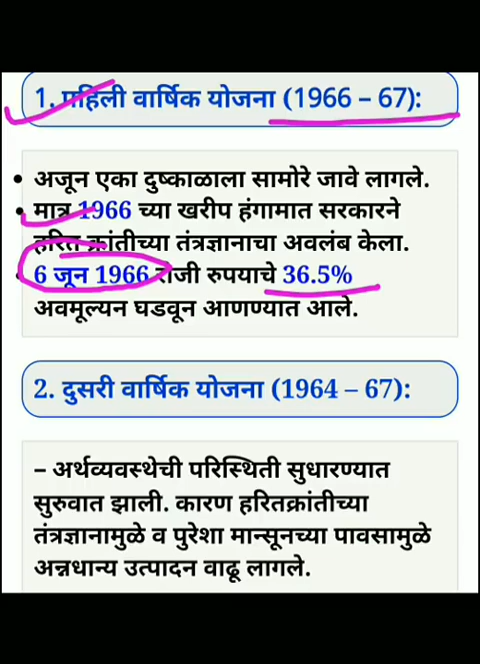 1. पहिली वार्षिक योजना (1966 – 67):
• अजून एका दुष्काळाला सामोरे जावे लागले.
• मात्र 1966 च्या खरीप हंगामात सरकारने
हरित क्रांतीच्या तंत्रज्ञानाचा अवलंब केला.
• 6 जून 1966 रोजी रुपयाचे 36.5%
अवमूल्यन घडवून आणण्यात आले.
2. दुसरी वार्षिक योजना (1964 – 67):
– अर्थव्यवस्थेची परिस्थिती सुधारण्यात
सुरुवात झाली. कारण हरितक्रांतीच्या
तंत्रज्ञानामुळे व पुरेशा मान्सूनच्या पावसामुळे
अन्नधान्य उत्पादन वाढू लागले.